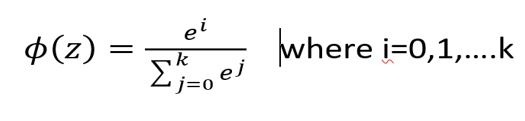 ϕ(z) = e^i / ∑_{j=0}^{k} e^j where i=0,1,....k